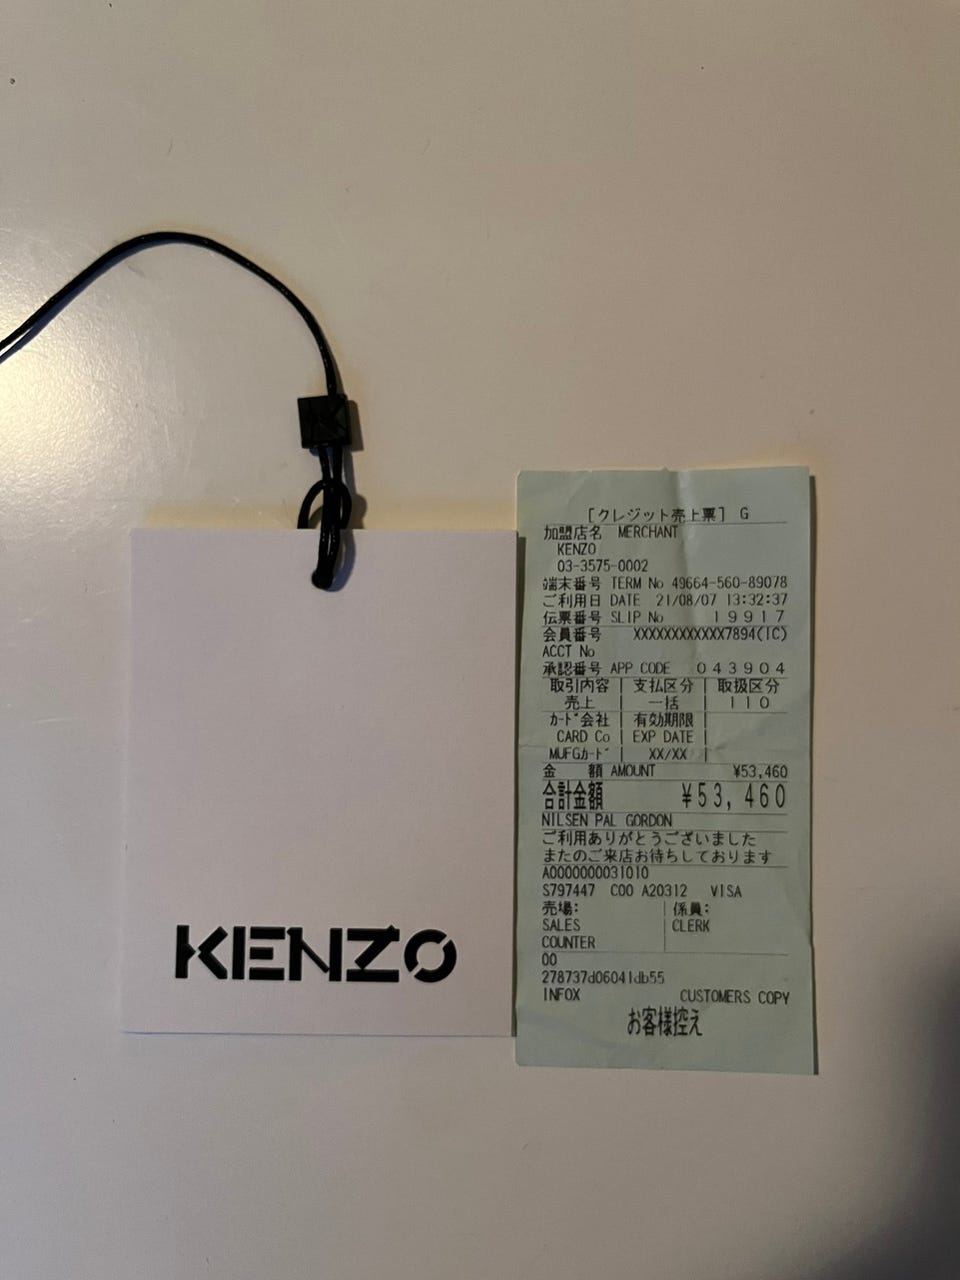 KENZO
[クレジット売上票] G
加盟店名 MERCHANT
KENZO
03-3575-0002
端末番号 TERM No 49664-560-89078
ご利用日 DATE 21/08/07 13:32:37
伝票番号 SLIP No 19917
会員番号 XXXXXXXXXXXX7894(IC)
ACCT No
承認番号 APP CODE 043904
取引内容 | 支払区分 | 取扱区分
売上 | 一括 | 110
ｶｰﾄﾞ会社 | 有効期限 |
CARD Co | EXP DATE |
MUFGｶｰﾄﾞ | XX/XX |
金 額 AMOUNT ¥53,460
合計金額 ¥53,460
NILSEN PAL GORDON
ご利用ありがとうございました
またのご来店お待ちしております
A0000000031010
S797447 C00 A20312 VISA
売場: 係員:
SALES CLERK
COUNTER
00
278737d06041db55
INFOX CUSTOMERS COPY
お客様控え